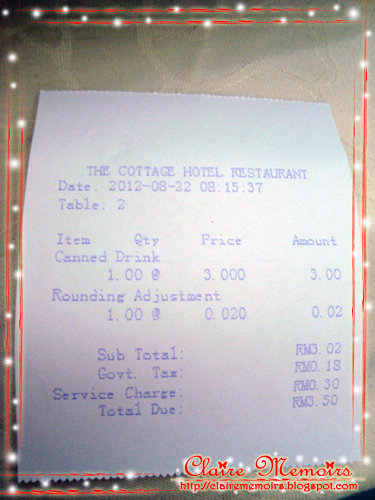 THE COTTAGE HOTEL RESTAURANT
Date: 2012-08-22 08:15:37
Table: 2
Item Qty Price Amount
Canned Drink
1.00 @ 3.000 3.00
Rounding Adjustment
1.00 @ 0.020 0.02
Sub Total: RM3.02
Govt. Tax: RM0.18
Service Charge: RM0.30
Total Due: RM3.50
Claire Memoirs
http://clairememoirs.blogspot.com